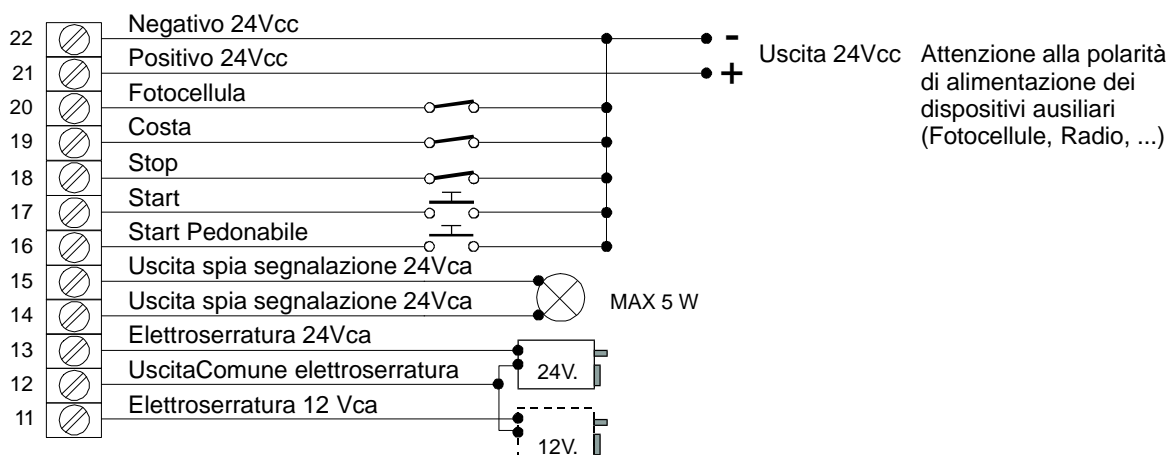 22 Negativo 24Vcc -
21 Positivo 24Vcc +
Uscita 24Vcc
Attenzione alla polarità
di alimentazione dei
dispositivi ausiliari
(Fotocellule, Radio, ...)
20 Fotocellula
19 Costa
18 Stop
17 Start
16 Start Pedonabile
15 Uscita spia segnalazione 24Vca
14 Uscita spia segnalazione 24Vca
MAX 5 W
13 Elettroserratura 24Vca
12 UscitaComune elettroserratura
24V.
11 Elettroserratura 12 Vca
12V.